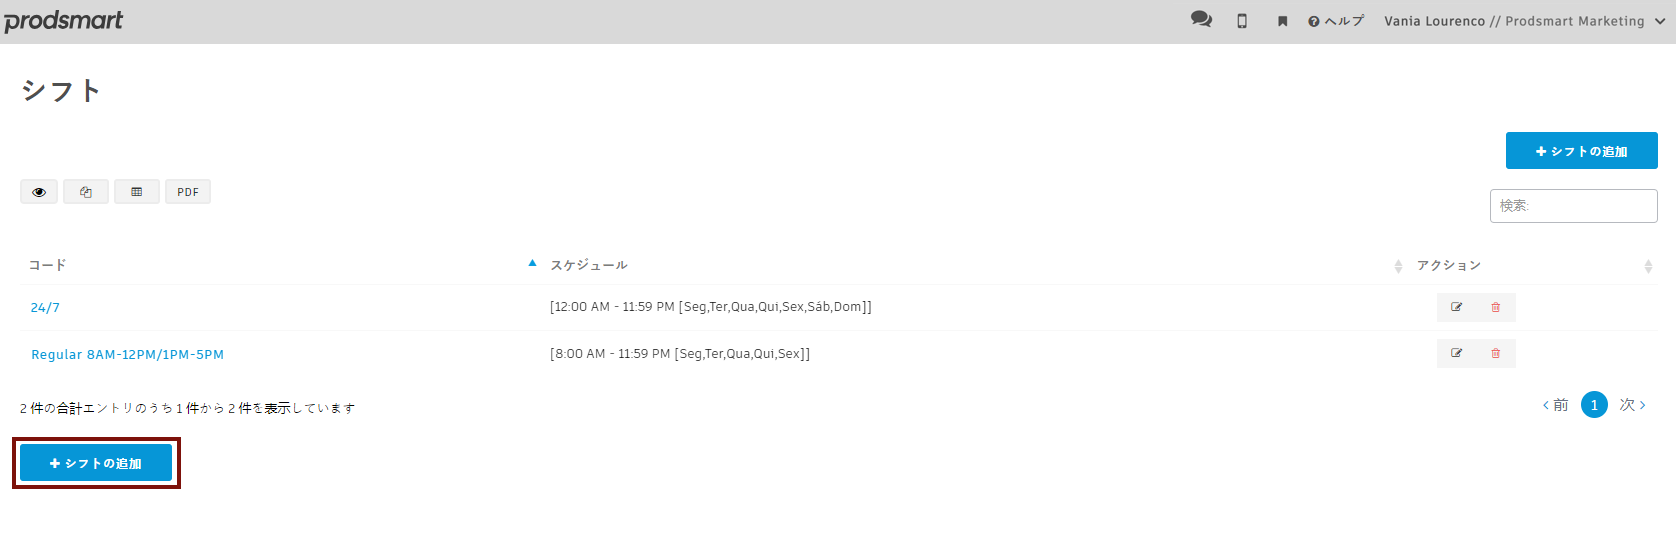 prodsmart
ヘルプ Vania Lourenco // Prodsmart Marketing
シフト
シフトの追加
PDF
検索:
コード スケジュール アクション
24/7 [12:00 AM - 11:59 PM [Seg,Ter,Qua,Qui,Sex,Sáb,Dom]]
Regular 8AM-12PM/1PM-5PM [8:00 AM - 11:59 PM [Seg,Ter,Qua,Qui,Sex]]
2 件の合計エントリのうち 1 件から 2 件を表示しています
前 1 次
シフトの追加